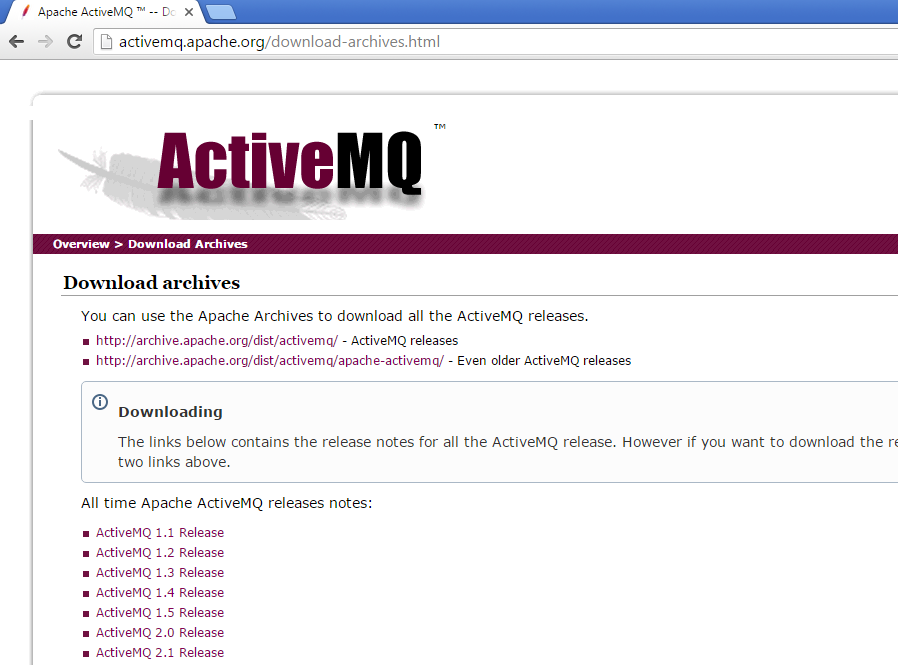 Apache ActiveMQ ™ -- Do
activemq.apache.org/download-archives.html
ActiveMQ ™
Overview > Download Archives
Download archives
You can use the Apache Archives to download all the ActiveMQ releases.
http://archive.apache.org/dist/activemq/ - ActiveMQ releases
http://archive.apache.org/dist/activemq/apache-activemq/ - Even older ActiveMQ releases
Downloading
The links below contains the release notes for all the ActiveMQ release. However if you want to download the re
two links above.
All time Apache ActiveMQ releases notes:
ActiveMQ 1.1 Release
ActiveMQ 1.2 Release
ActiveMQ 1.3 Release
ActiveMQ 1.4 Release
ActiveMQ 1.5 Release
ActiveMQ 2.0 Release
ActiveMQ 2.1 Release